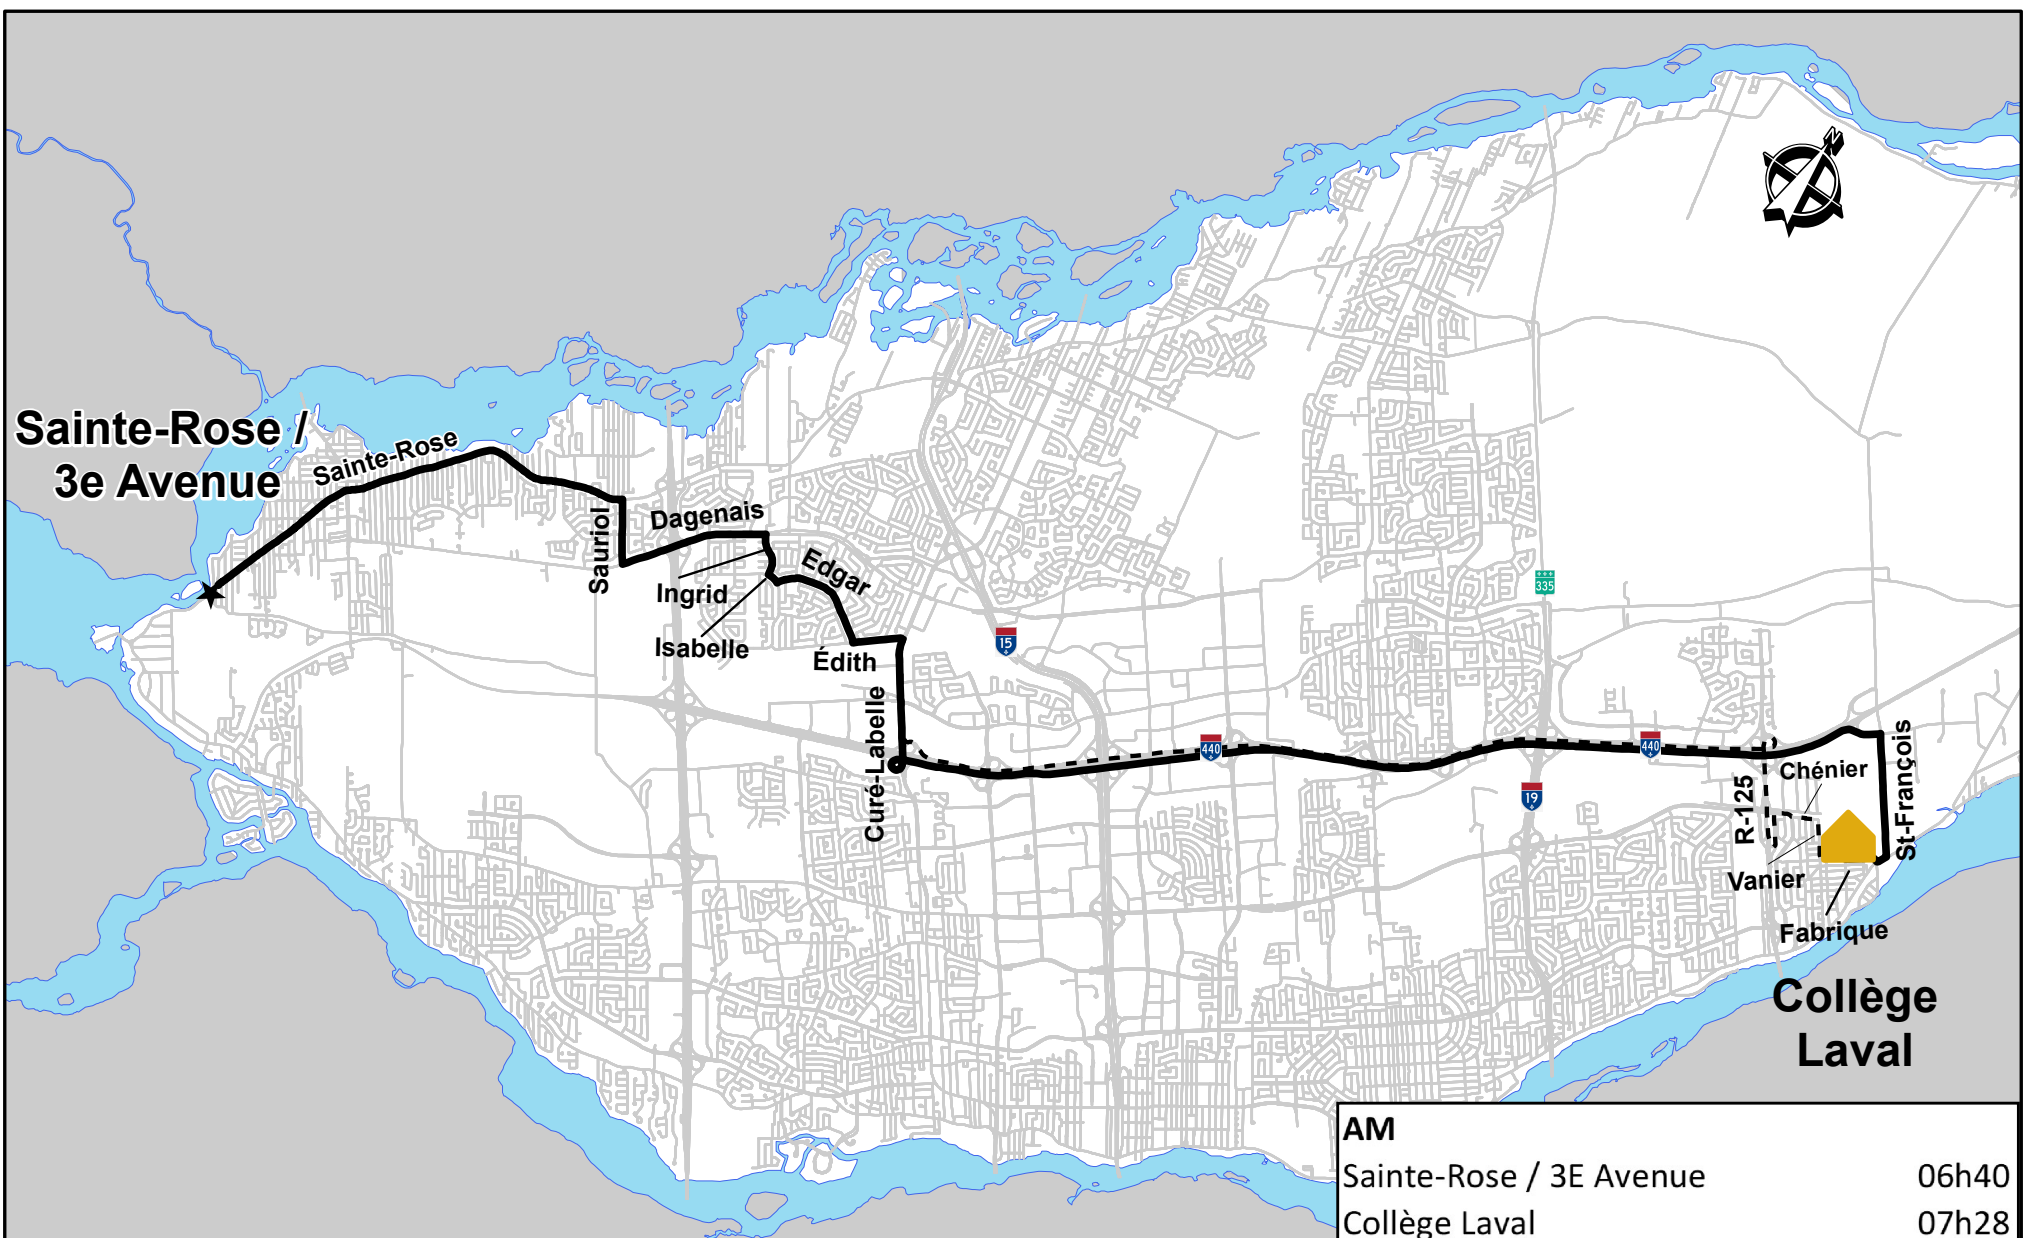 N
Sainte-Rose /
3e Avenue
Sainte-Rose
Sauriol
Dagenais
Ingrid
Isabelle
Edgar
Édith
Curé-Labelle
15
335
440
440
19
R-125
Chénier
St-François
Vanier
Fabrique
Collège
Laval
AM
Sainte-Rose / 3E Avenue 06h40
Collège Laval 07h28